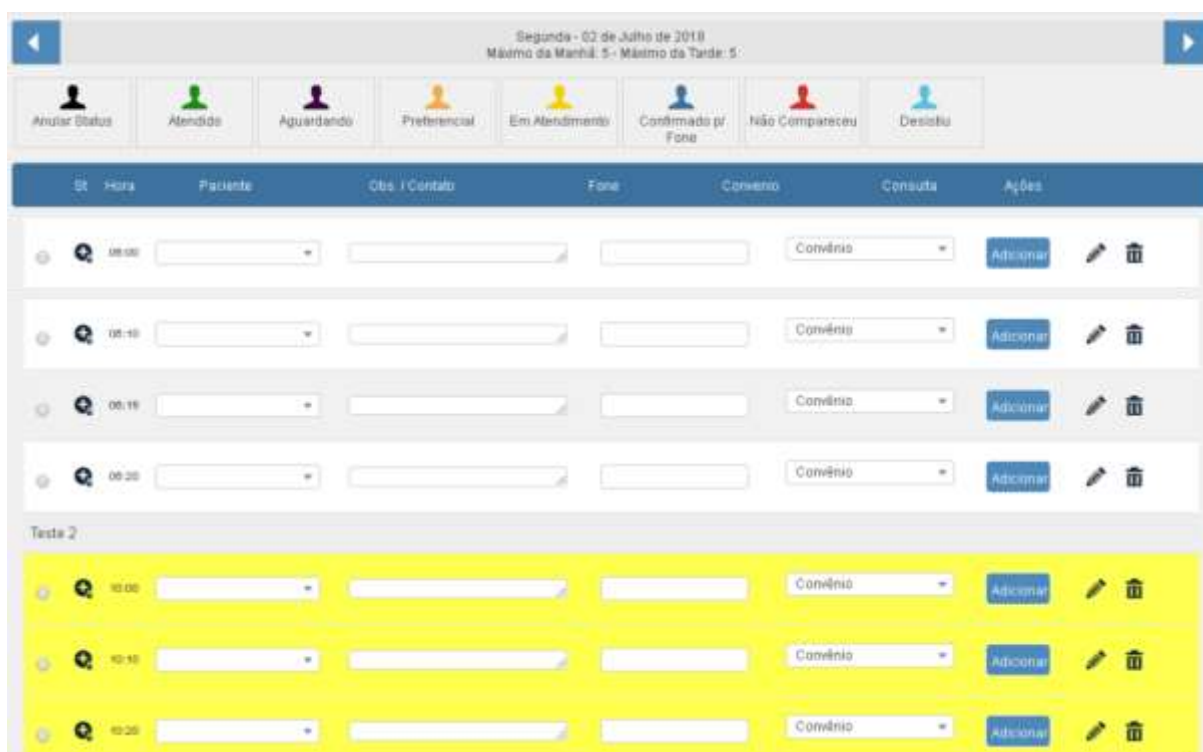 Segunda - 02 de Julho de 2018
Máximo da Manhã: 5 - Máximo da Tarde: 5
Anular Status
Atendido
Aguardando
Preferencial
Em Atendimento
Confirmado p/
Fone
Não Compareceu
Desistiu
St Hora Paciente Obs. / Contato Fone Convenio Consulta Ações
08:00 Convênio Adicionar
08:10 Convênio Adicionar
08:15 Convênio Adicionar
08:20 Convênio Adicionar
Teste 2
10:00 Convênio Adicionar
10:10 Convênio Adicionar
10:20 Convênio Adicionar